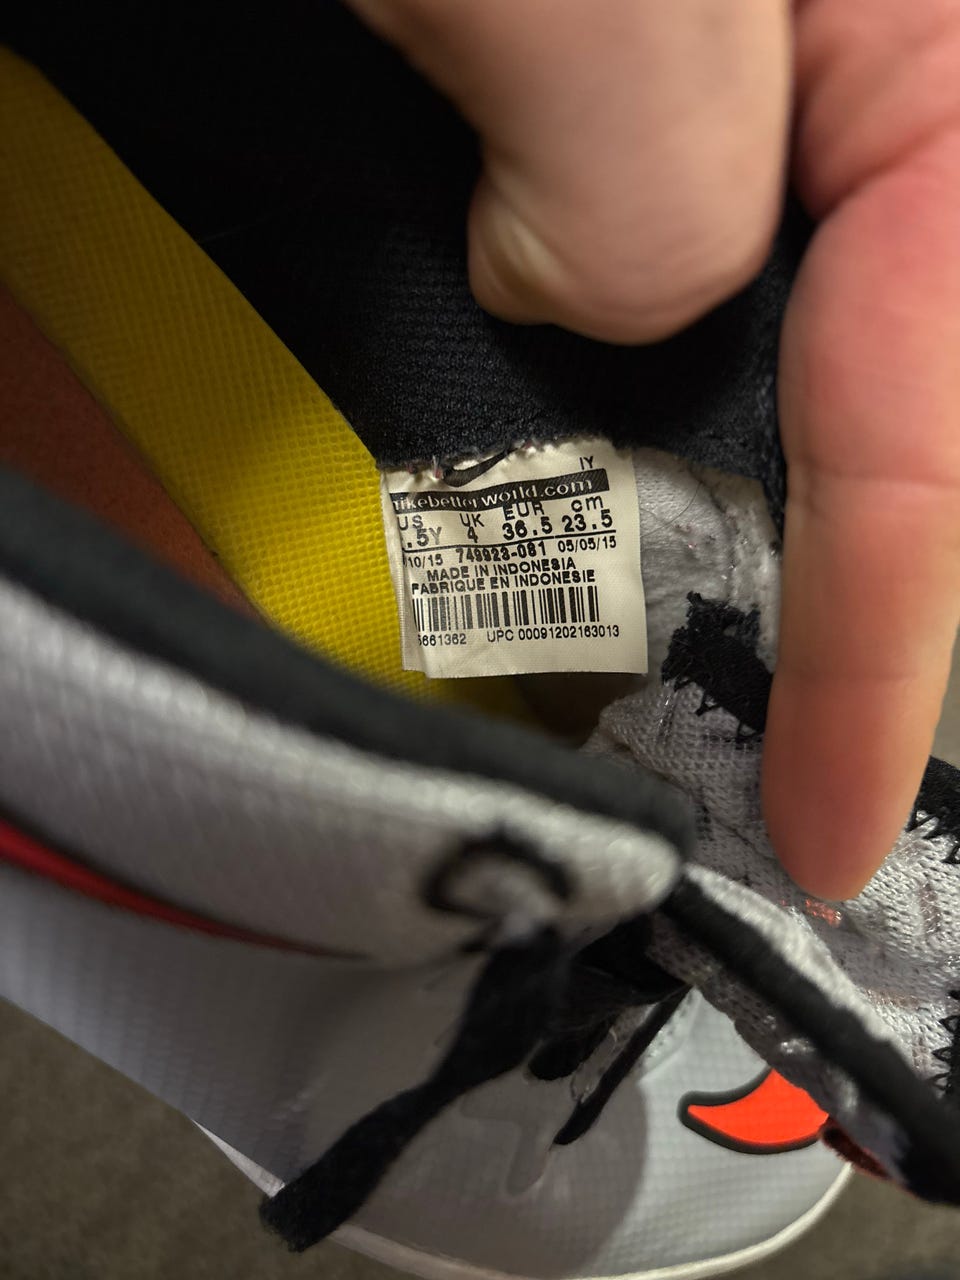 IY
nikebetterworld.com
US UK EUR cm
.5Y 4 36.5 23.5
10/15 749923-081 05/05/15
MADE IN INDONESIA
FABRIQUE EN INDONESIE
5661362 UPC 00091202163013